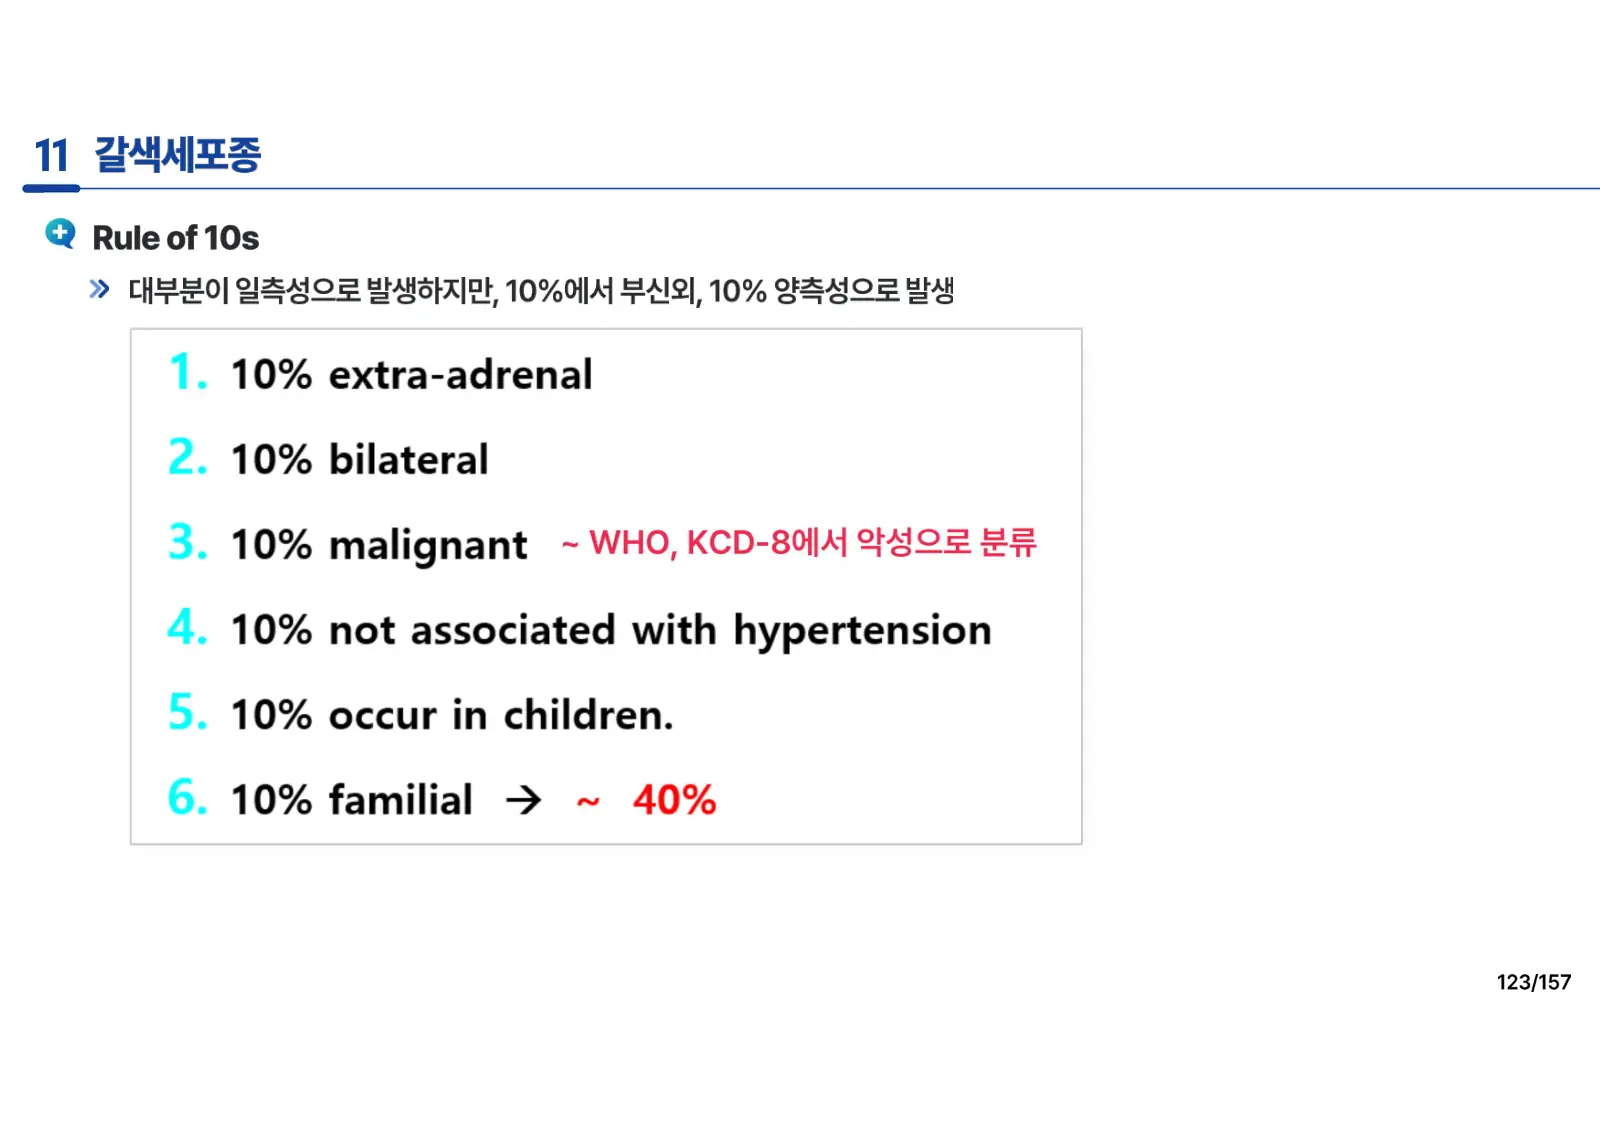 11 갈색세포종
Rule of 10s
» 대부분이 일측성으로 발생하지만, 10%에서 부신외, 10% 양측성으로 발생
1. 10% extra-adrenal
2. 10% bilateral
3. 10% malignant ~ WHO, KCD-8에서 악성으로 분류
4. 10% not associated with hypertension
5. 10% occur in children.
6. 10% familial → ~ 40%
123/157